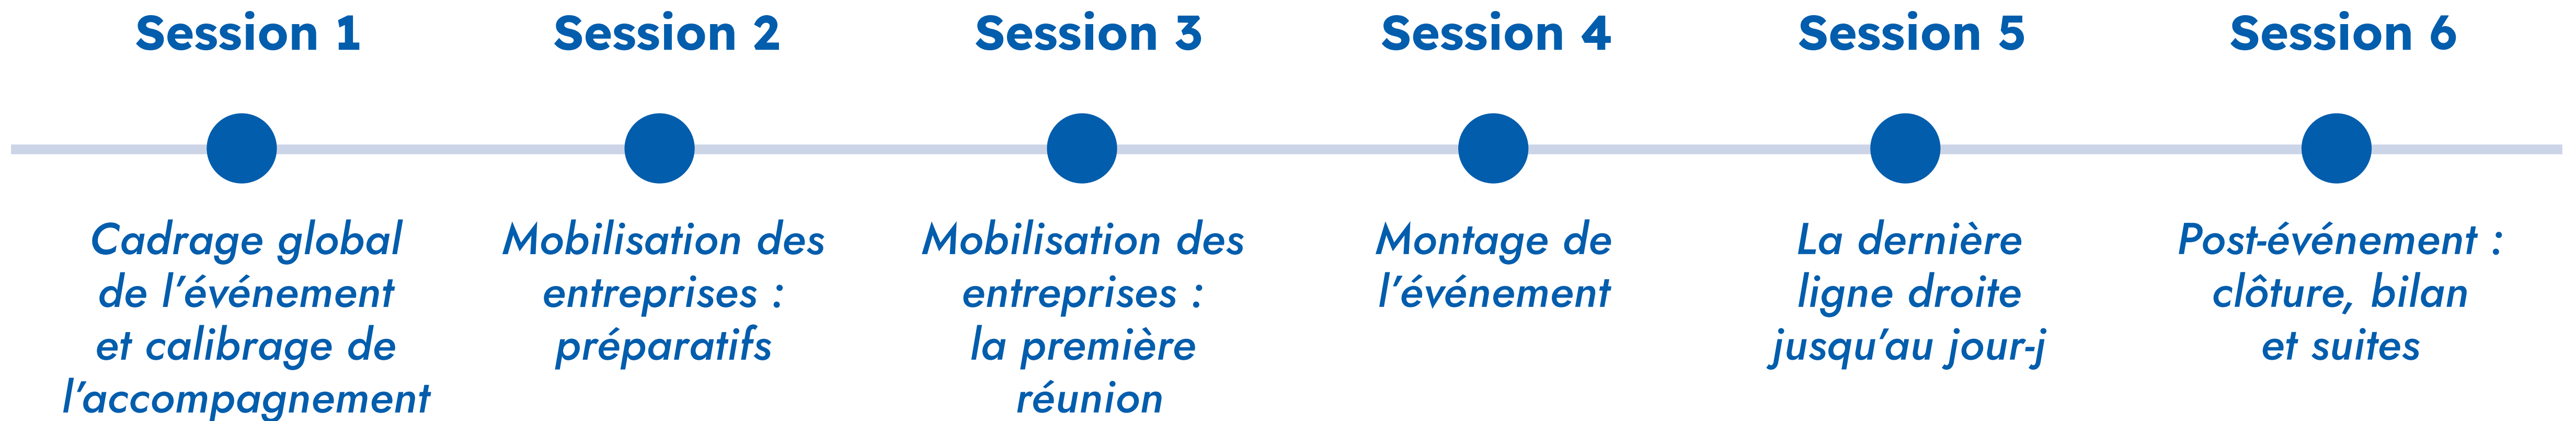 Session 1
Cadrage global
de l’événement
et calibrage de
l’accompagnement
Session 2
Mobilisation des
entreprises :
préparatifs
Session 3
Mobilisation des
entreprises :
la première
réunion
Session 4
Montage de
l’événement
Session 5
La dernière
ligne droite
jusqu’au jour-j
Session 6
Post-événement :
clôture, bilan
et suites